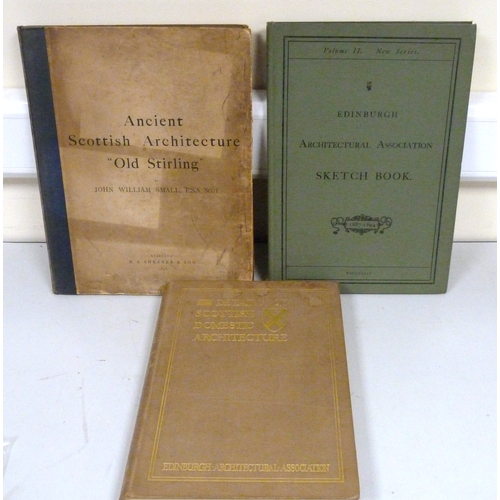 Ancient
Scottish Architecture
"Old Stirling"
JOHN WILLIAM SMALL,
& SON
Volume II. New Series.
EDINBURGH
ARCHITECTURAL ASSOCIATION
SKETCH BOOK.
SCOTTISH
DOMESTIC
ARCHITECTURE
EDINBURGH·ARCHITECTURAL·ASSOCIATION